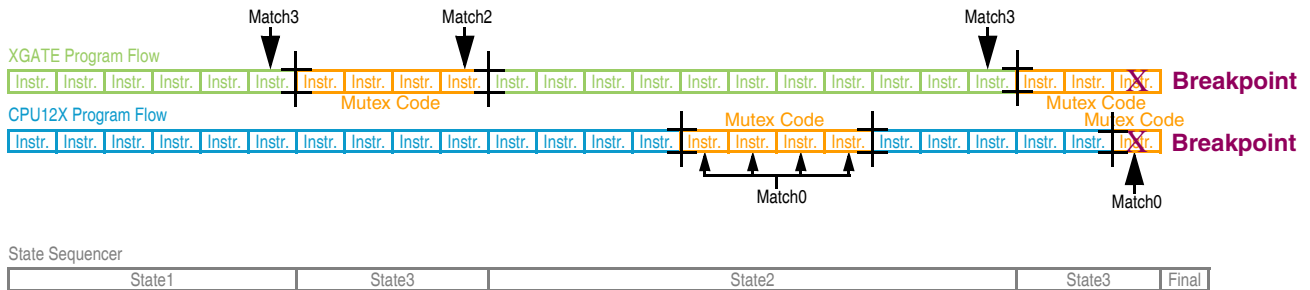 Match3 Match2 Match3
XGATE Program Flow
Instr. Instr. Instr. Instr. Instr. Instr. Instr. Instr. Instr. Instr. Instr. Instr. Instr. Instr. Instr. Instr. Instr. Instr. Instr. Instr. Instr. Instr. Instr. Instr. X Breakpoint
Mutex Code Mutex Code
CPU12X Program Flow Mutex Code Mutex Code
Instr. Instr. Instr. Instr. Instr. Instr. Instr. Instr. Instr. Instr. Instr. Instr. Instr. Instr. Instr. Instr. Instr. Instr. Instr. Instr. Instr. Instr. Instr. Instr. X Breakpoint
Match0 Match0
State Sequencer
State1 State3 State2 State3 Final